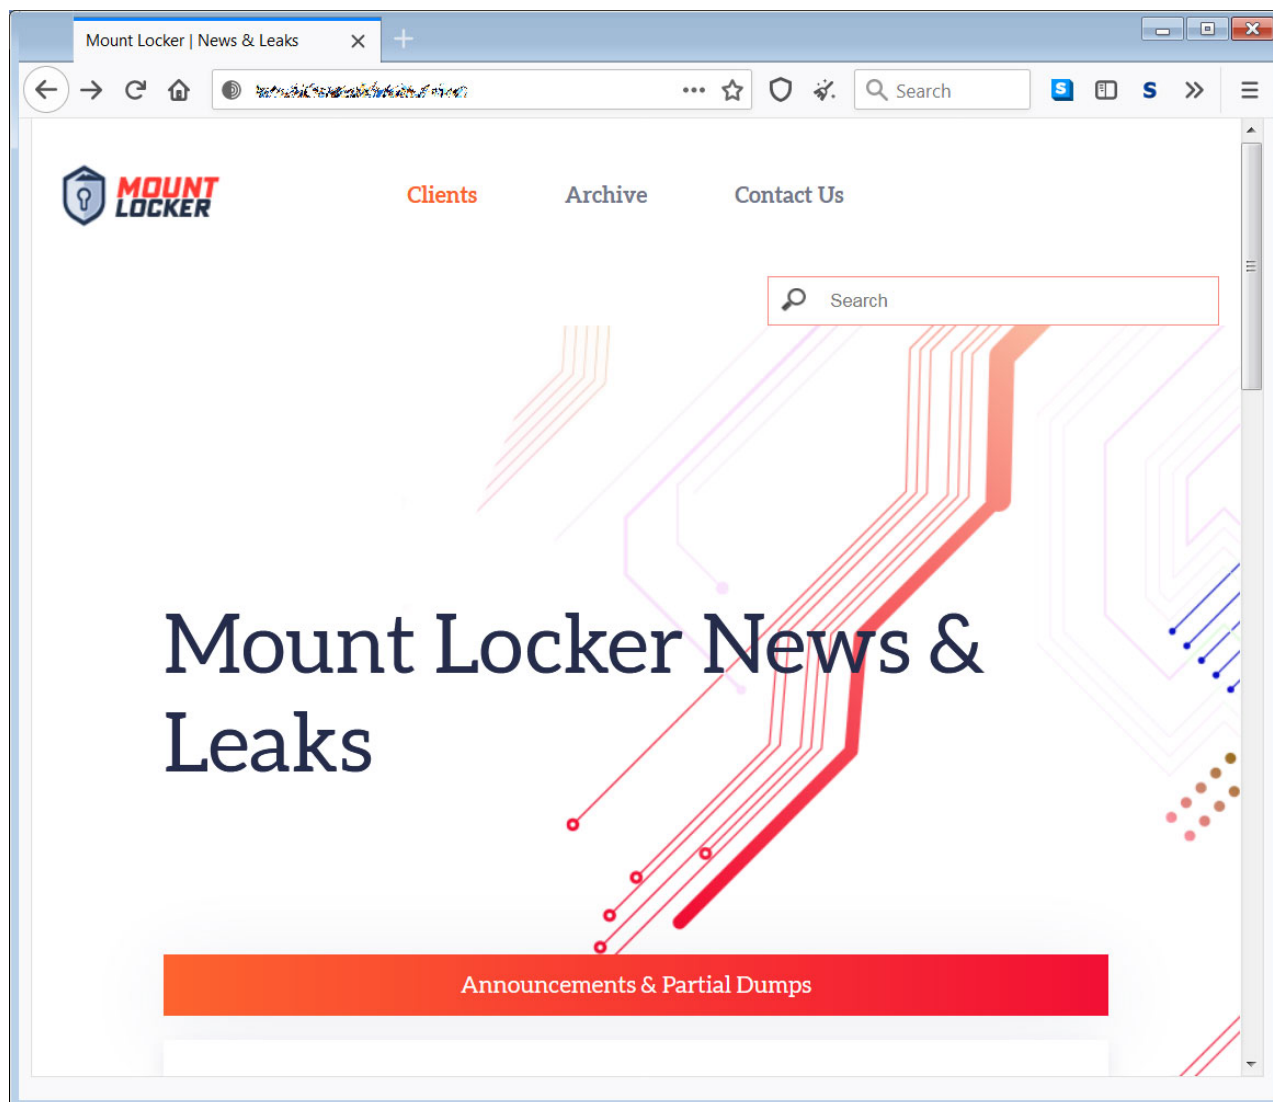 Mount Locker | News & Leaks
Search
S
S
MOUNT
LOCKER
Clients
Archive
Contact Us
Search
Mount Locker News &
Leaks
Announcements & Partial Dumps